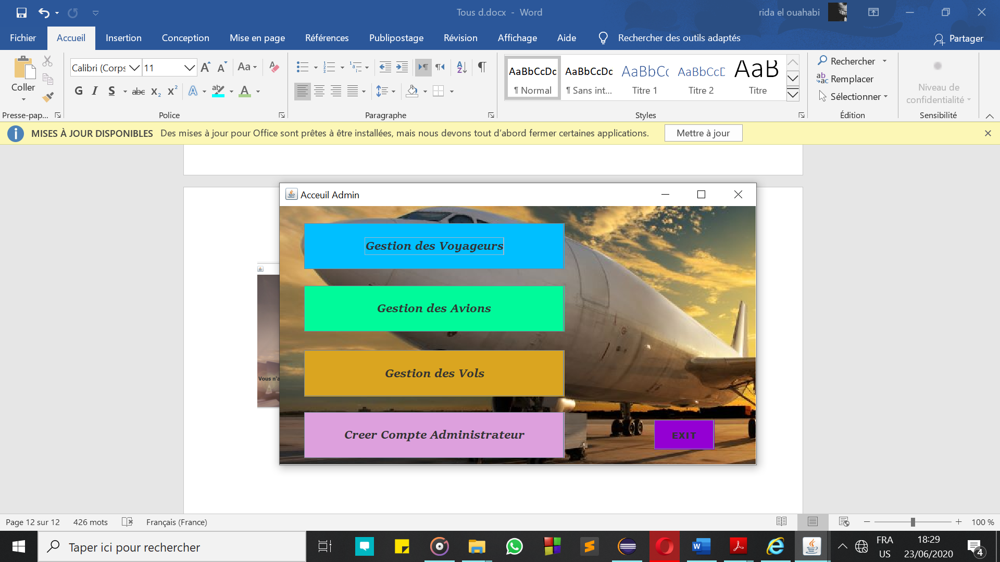 Tous d.docx - Word
rida el ouahabi
Fichier Accueil Insertion Conception Mise en page Références Publipostage Révision Affichage Aide Rechercher des outils adaptés Partager
Coller
Presse-pap...
Calibri (Corps 11
G I S abc X₂ X²
Police
Paragraphe
AaBbCcDc AaBbCcDc AaBbCc AaBbCcD AaB
¶ Normal ¶ Sans int... Titre 1 Titre 2 Titre
Styles
Rechercher
Remplacer
Sélectionner
Édition
Niveau de
confidentialité
Sensibilité
MISES À JOUR DISPONIBLES Des mises à jour pour Office sont prêtes à être installées, mais nous devons tout d'abord fermer certaines applications. Mettre à jour
Acceuil Admin
Gestion des Voyageurs
Gestion des Avions
Gestion des Vols
Vous n'a
Creer Compte Administrateur
EXIT
Page 12 sur 12 426 mots Français (France) 100 %
Taper ici pour rechercher
FRA
US
18:29
23/06/2020
4